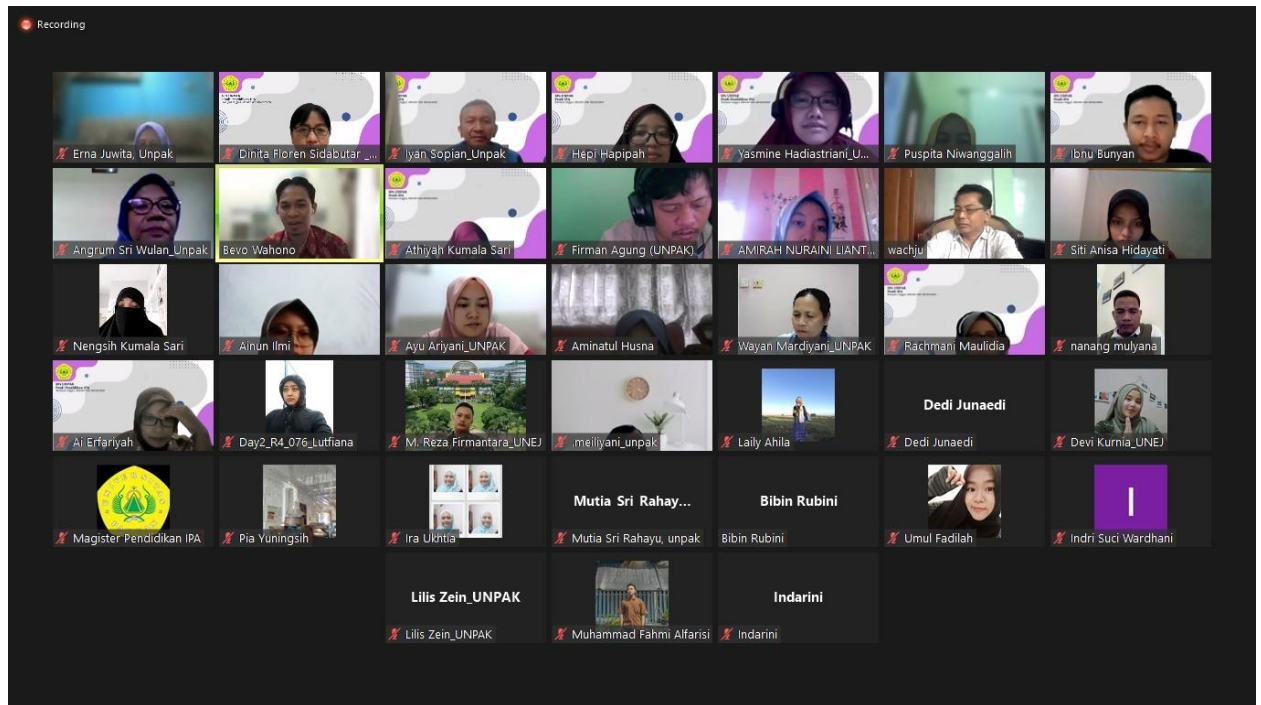 Recording
Erna Juwita, Unpak
Dinita Floren Sidabutar _...
Iyan Sopian_Unpak
Hepi Hapipah
Yasmine Hadiastriani_U...
Puspita Niwanggalih
Ibnu Bunyan
Angrum Sri Wulan_Unpak
Bevo Wahono
Athiyah Kumala Sari
Firman Agung (UNPAK)
AMIRAH NURAINI LIANT...
wachju
Siti Anisa Hidayati
Nengsih Kumala Sari
Ainun Ilmi
Ayu Ariyani_UNPAK
Aminatul Husna
Wayan Mardiyani_UNPAK
Rachmani Maulidia
nanang mulyana
Ai Erfariyah
Day2_R4_076_Lutfiana
M. Reza Firmantara_UNEJ
.meiliyani_unpak
Laily Ahila
Dedi Junaedi
Dedi Junaedi
Devi Kurnia_UNEJ
Magister Pendidikan IPA
Pia Yuningsih
Ira Ukhtia
Mutia Sri Rahay...
Mutia Sri Rahayu, unpak
Bibin Rubini
Bibin Rubini
Umul Fadilah
I
Indri Suci Wardhani
Lilis Zein_UNPAK
Lilis Zein_UNPAK
Muhammad Fahmi Alfarisi
Indarini
Indarini